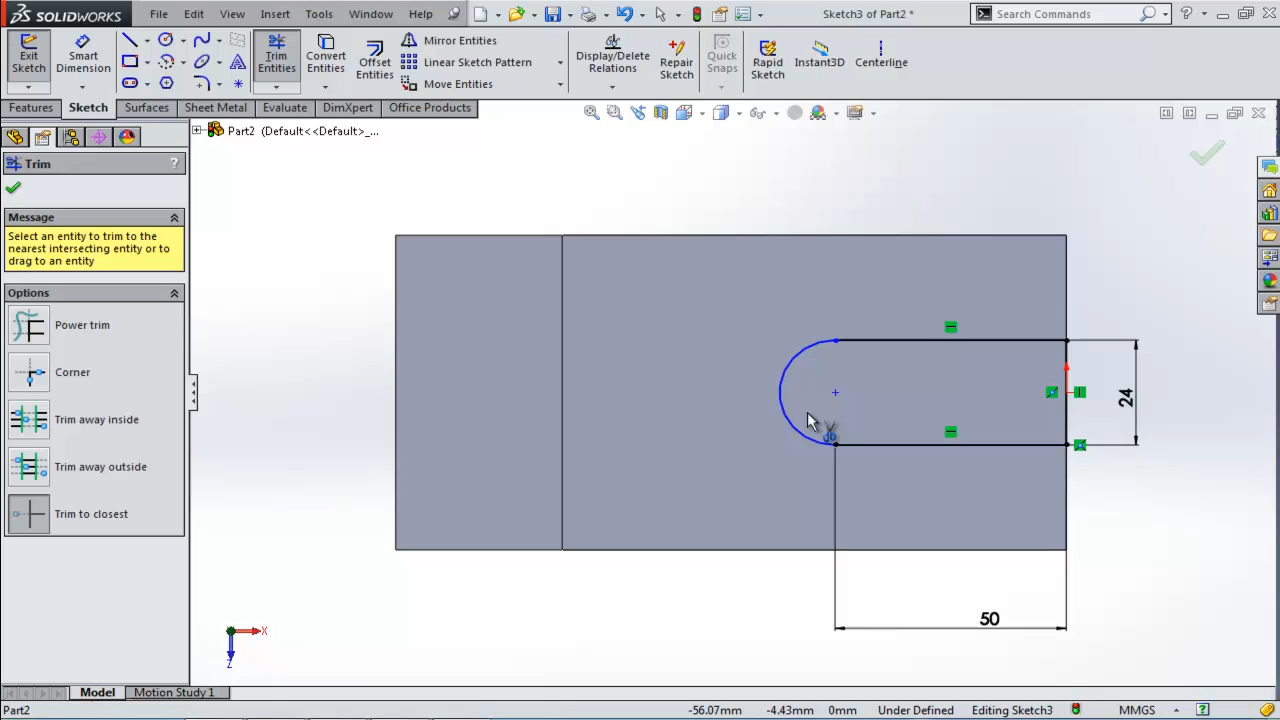 SOLIDWORKS File Edit View Insert Tools Window Help Sketch3 of Part2 * Search Commands
Exit Sketch
Smart Dimension
Trim Entities
Convert Entities
Offset Entities
Mirror Entities
Linear Sketch Pattern
Move Entities
Display/Delete Relations
Repair Sketch
Quick Snaps
Rapid Sketch
Instant3D
Centerline
Features Sketch Surfaces Sheet Metal Evaluate DimXpert Office Products
Part2 (Default<<Default>_...
Trim ?
Message
Select an entity to trim to the
nearest intersecting entity or to
drag to an entity
Options
Power trim
Corner
Trim away inside
Trim away outside
Trim to closest
24
50
X
Z
Model Motion Study 1
Part2 -56.07mm -4.43mm 0mm Under Defined Editing Sketch3 MMGS ?